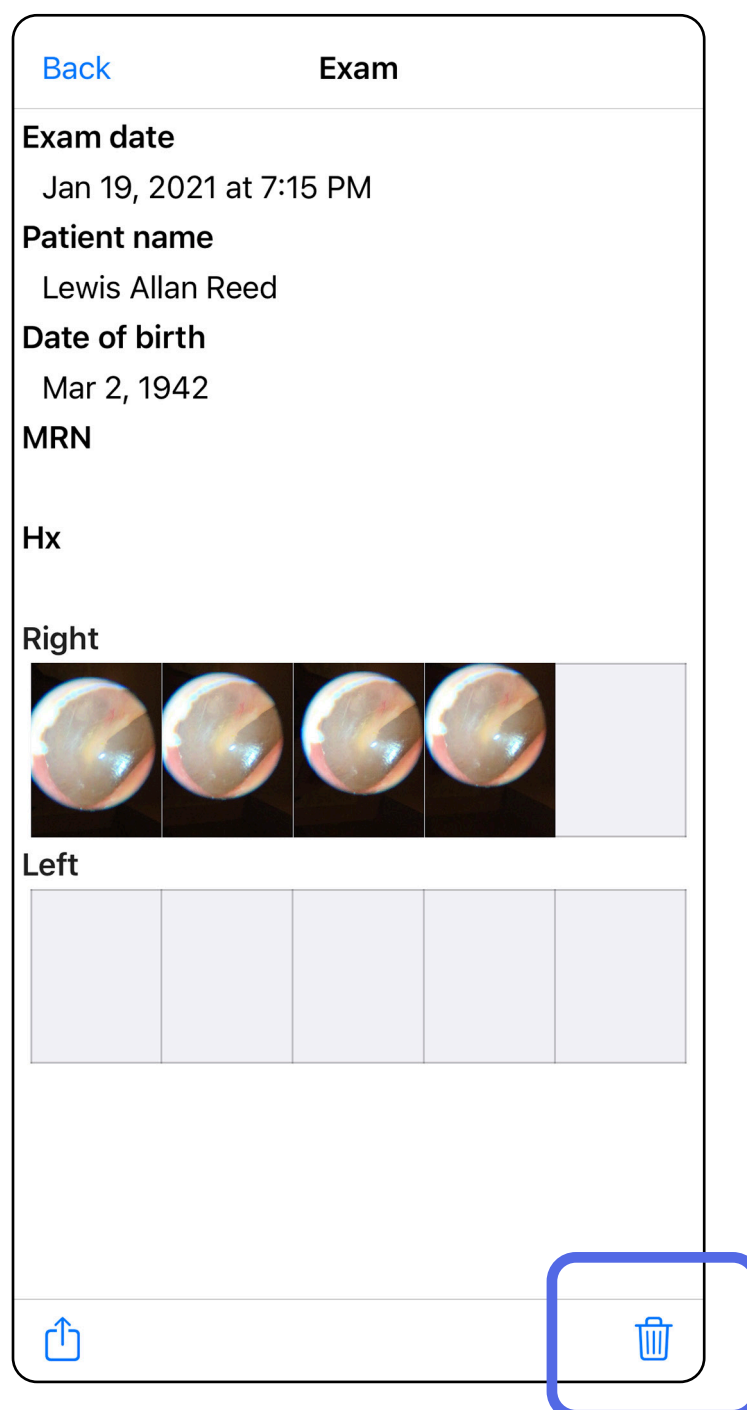 Back
Exam
Exam date
Jan 19, 2021 at 7:15 PM
Patient name
Lewis Allan Reed
Date of birth
Mar 2, 1942
MRN
Hx
Right
Left